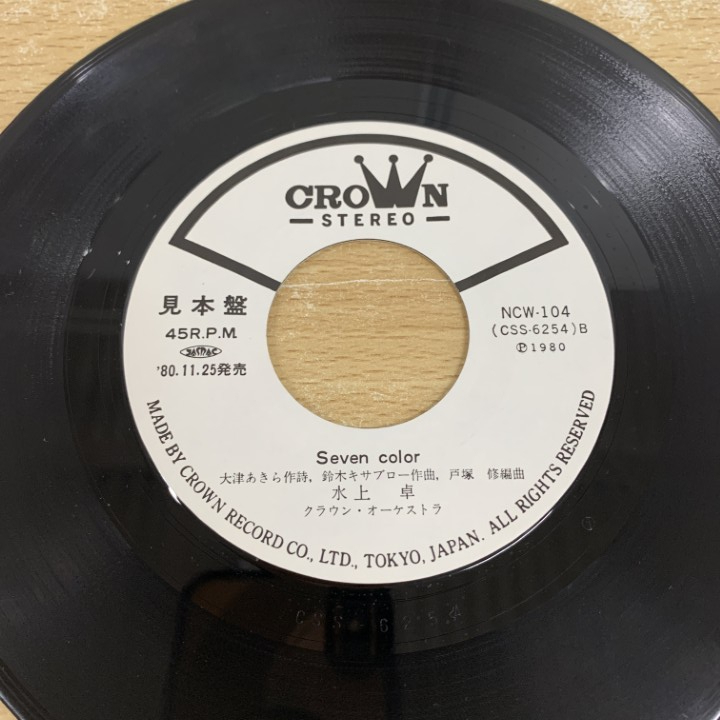 CROWN
STEREO
見本盤
45R.P.M.
'80.11.25発売
NCW-104
(CSS-6254)B
Ⓟ1980
Seven color
大津あきら作詩, 鈴木キサブロー作曲, 戸塚 修編曲
水上 卓
クラウン・オーケストラ
MADE BY CROWN RECORD CO., LTD., TOKYO, JAPAN. ALL RIGHTS RESERVED